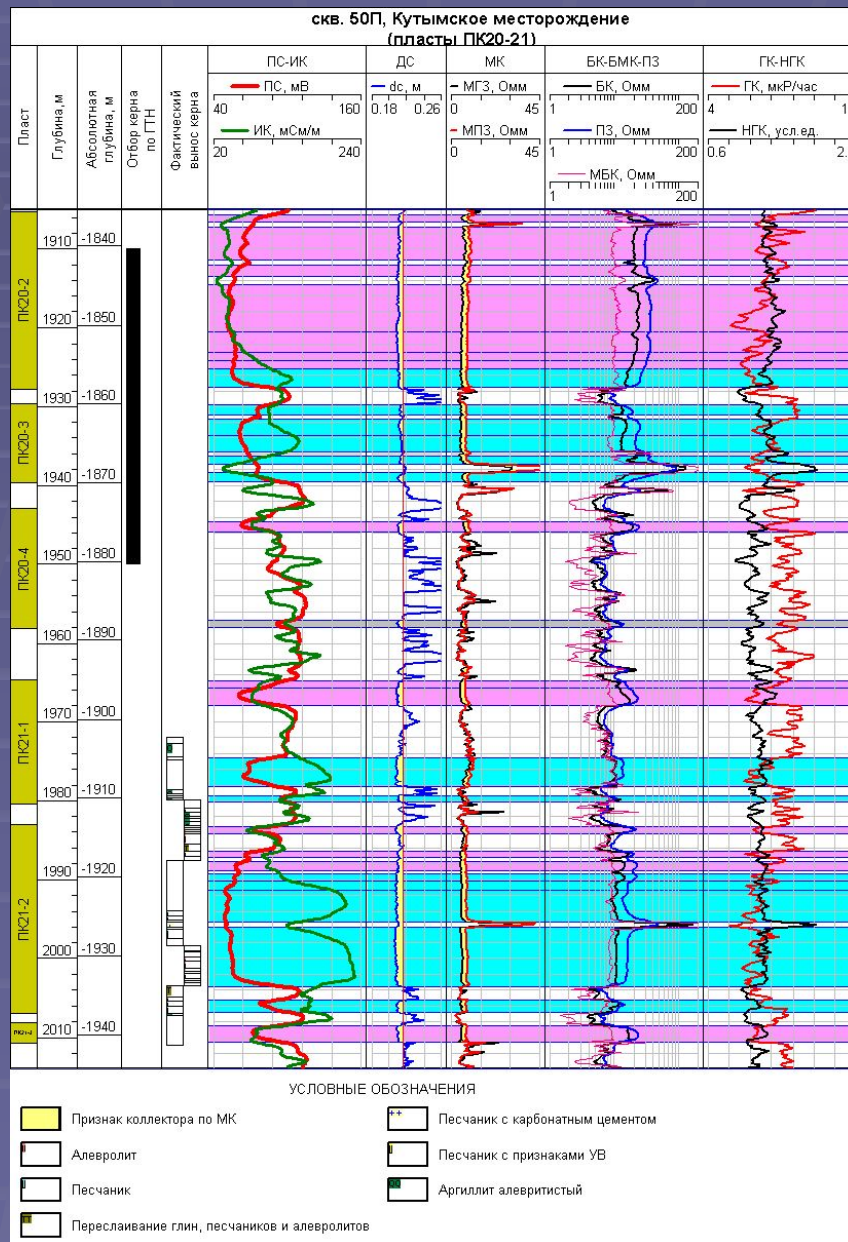 скв. 50П, Кутымское месторождение
(пласты ПК20-21)
Пласт
Глубина,м
Абсолютная
глубина, м
Отбор керна
по ГТН
Фактический
вынос керна
ПС-ИК
ДС
МК
БК-БМК-ПЗ
ГК-НГК
ПС, мВ
40 160
ИК, мСм/м
20 240
dс, м
0.18 0.26
МГЗ, Омм
0 45
МПЗ, Омм
0 45
БК, Омм
1 200
ПЗ, Омм
1 200
МБК, Омм
1 200
ГК, мкР/час
4 1
НГК, усл.ед.
0.6 2.
ПК20-2
ПК20-3
ПК20-4
ПК21-1
ПК21-2
1910 -1840
1920 -1850
1930 -1860
1940 -1870
1950 -1880
1960 -1890
1970 -1900
1980 -1910
1990 -1920
2000 -1930
2010 -1940
УСЛОВНЫЕ ОБОЗНАЧЕНИЯ
Признак коллектора по МК
Алевролит
Песчаник
Переслаивание глин, песчаников и алевролитов
Песчаник с карбонатным цементом
Песчаник с признаками УВ
Аргиллит алевритистый